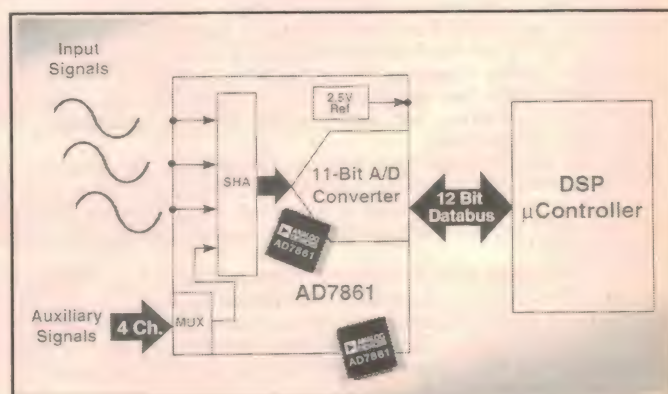 Input
Signals
2.5V
Ref
SHA
11-Bit A/D
Converter
12 Bit
Databus
DSP
μController
ANALOG
DEVICES
AD7861
AD7861
Auxiliary
Signals
4 Ch.
MUX
ANALOG
DEVICES
AD7861